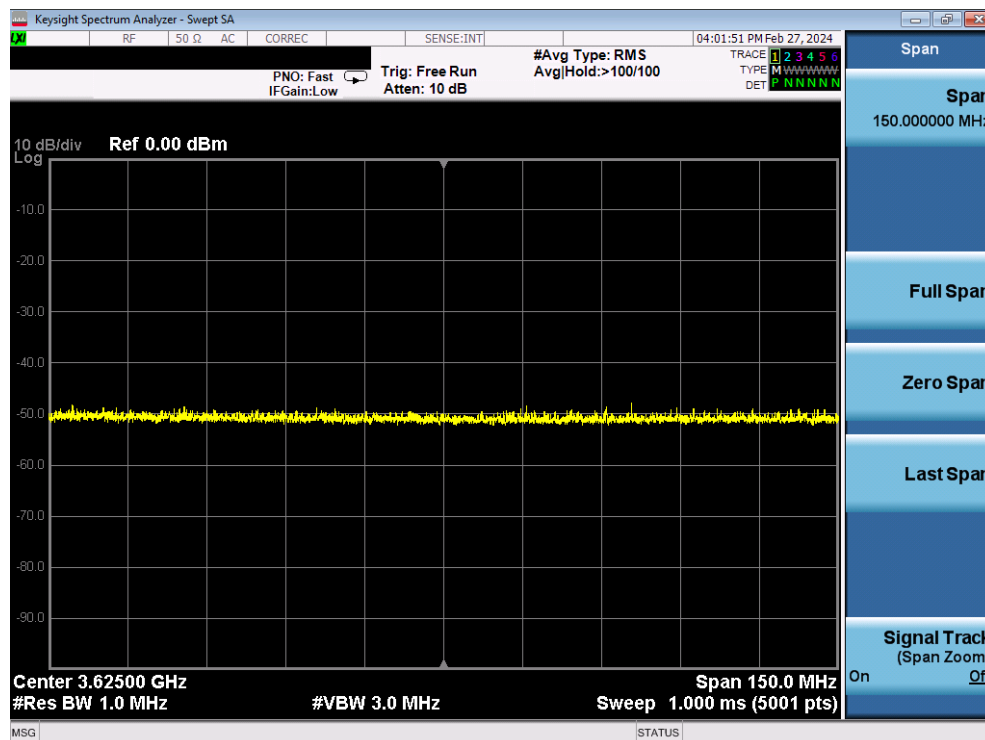 Keysight Spectrum Analyzer - Swept SA
LXI RF 50 Ω AC CORREC SENSE:INT 04:01:51 PM Feb 27, 2024
#Avg Type: RMS TRACE 1 2 3 4 5 6
PNO: Fast Trig: Free Run Avg|Hold:>100/100 TYPE M WWWWW
IFGain:Low Atten: 10 dB DET P N N N N N
10 dB/div Ref 0.00 dBm
Log
-10.0
-20.0
-30.0
-40.0
-50.0
-60.0
-70.0
-80.0
-90.0
Center 3.62500 GHz Span 150.0 MHz
#Res BW 1.0 MHz #VBW 3.0 MHz Sweep 1.000 ms (5001 pts)
MSG STATUS
Span
Span
150.000000 MHz
Full Span
Zero Span
Last Span
Signal Track
(Span Zoom
On Of